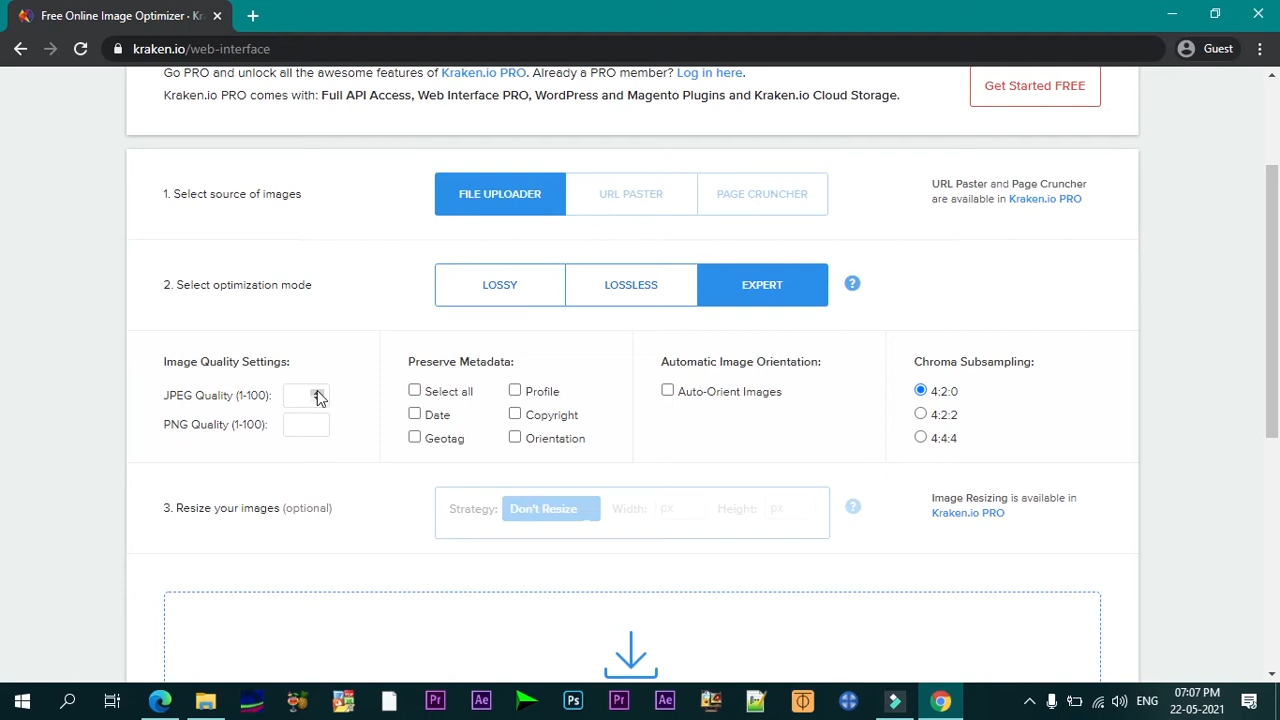 Free Online Image Optimizer · Kr
Guest
kraken.io/web-interface
Go PRO and unlock all the awesome features of Kraken.io PRO. Already a PRO member? Log in here.
Kraken.io PRO comes with: Full API Access, Web Interface PRO, WordPress and Magento Plugins and Kraken.io Cloud Storage.
Get Started FREE
1. Select source of images
FILE UPLOADER
URL PASTER
PAGE CRUNCHER
URL Paster and Page Cruncher
are available in Kraken.io PRO
2. Select optimization mode
LOSSY
LOSSLESS
EXPERT
?
Image Quality Settings:
JPEG Quality (1-100):
PNG Quality (1-100):
Preserve Metadata:
Select all
Profile
Date
Copyright
Geotag
Orientation
Automatic Image Orientation:
Auto-Orient Images
Chroma Subsampling:
4:2:0
4:2:2
4:4:4
3. Resize your images (optional)
Strategy: Don't Resize Width: px Height: px
?
Image Resizing is available in
Kraken.io PRO
Pr
Ae
Ps
Pr
Ae
ENG
07:07 PM
22-05-2021